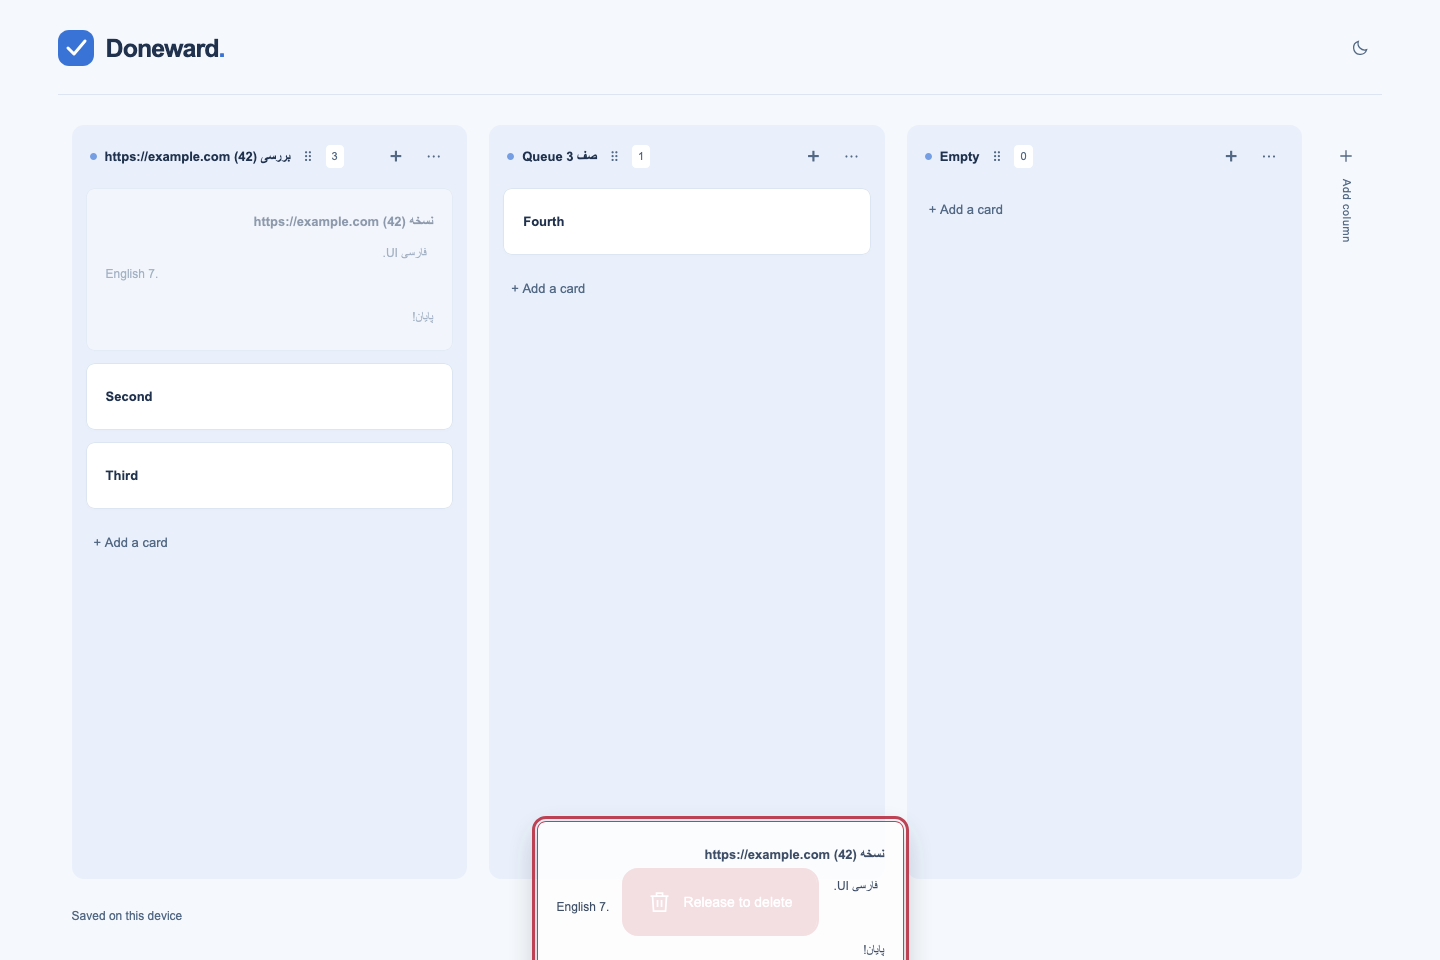 Doneward.
https://example.com (42) بررسی
3
نسخه https://example.com (42)
فارسی UI.
English 7.
پایان!
Second
Third
+ Add a card
Queue 3 صف
1
Fourth
+ Add a card
Empty
0
+ Add a card
Add column
نسخه https://example.com (42)
فارسی UI.
English 7.
Release to delete
پایان!
Saved on this device